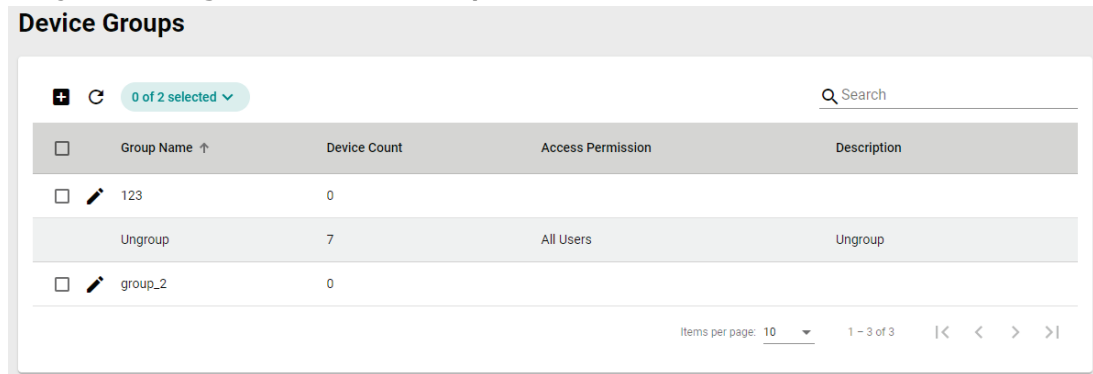 Device Groups
0 of 2 selected
Search
Group Name Device Count Access Permission Description
123 0
Ungroup 7 All Users Ungroup
group_2 0
Items per page: 10 1 – 3 of 3